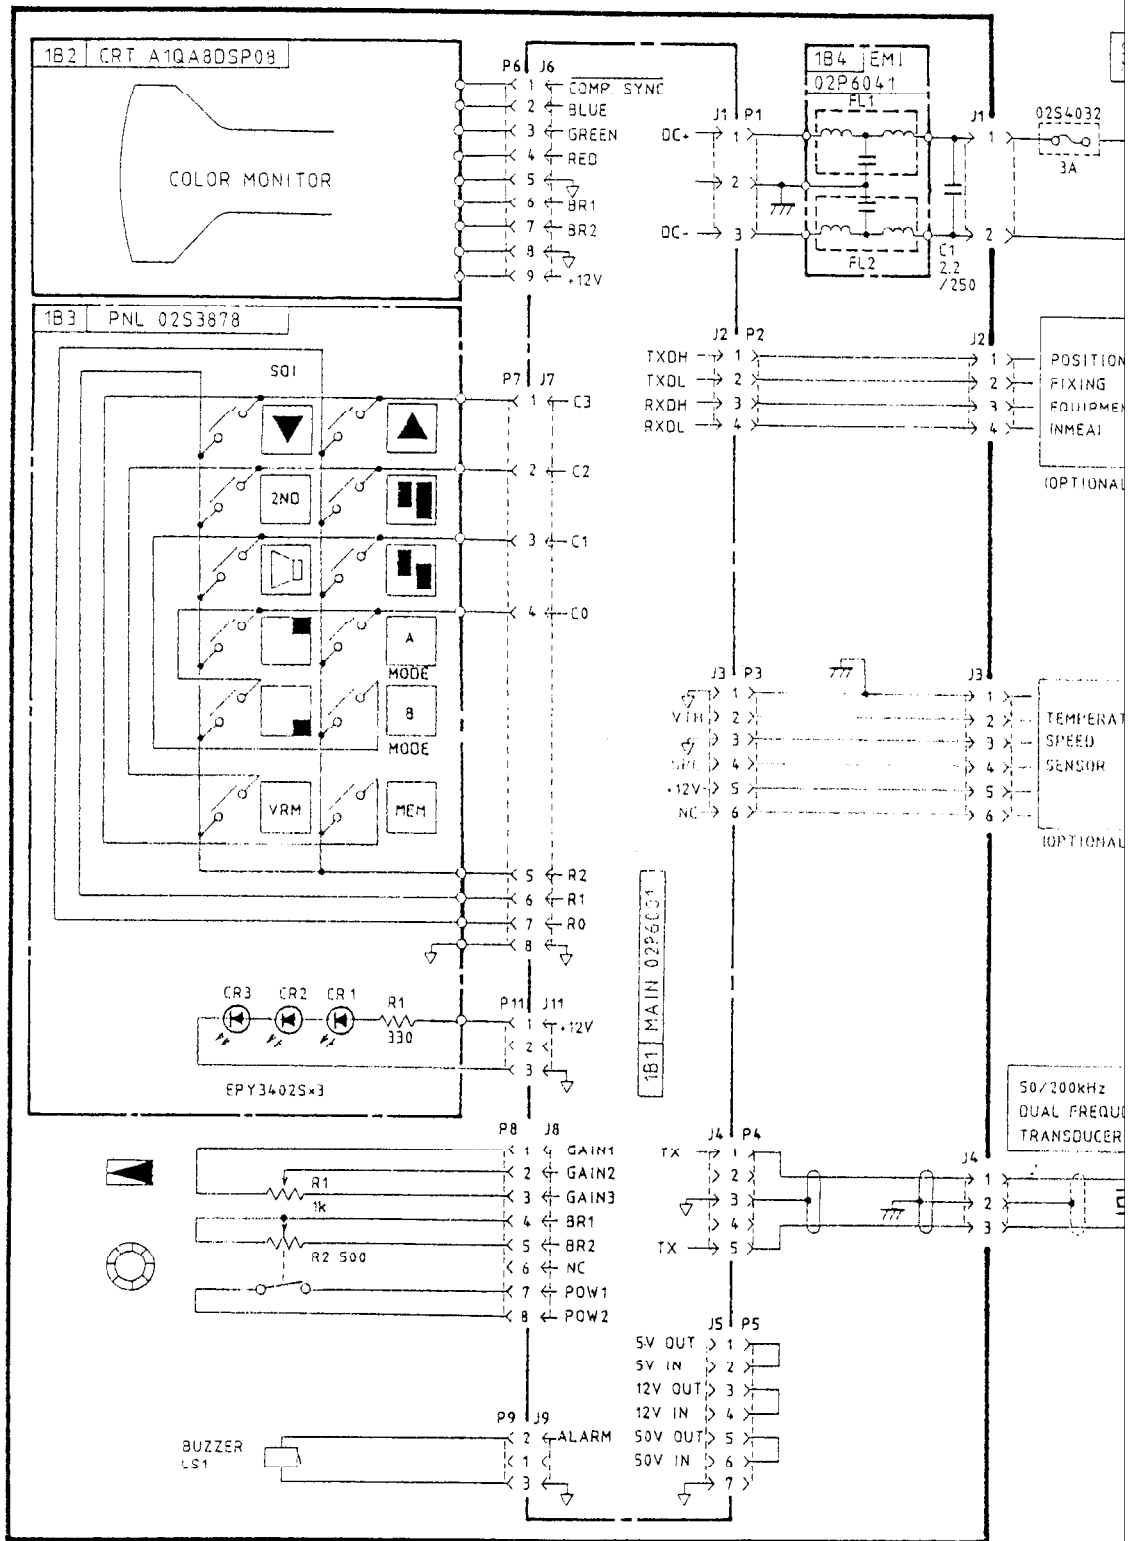 1B2 CRT A1QA8DSP08
COLOR MONITOR
P6 J6
1 COMP. SYNC
2 BLUE
3 GREEN
4 RED
5
6 BR1
7 BR2
8
9 +12V
1B4 EMI
02P6041
FL1
FL2
J1 P1
DC+ 1
2
DC- 3
C1
2.2
/250
J1
1
2
02S4032
3A
1B3 PNL 02S3878
S01
P7 J7
1 C3
2 C2
3 C1
4 C0
5 R2
6 R1
7 R0
8
2ND
A
MODE
B
MODE
VRM
MEM
J2 P2
TXDH 1
TXDL 2
RXDH 3
RXDL 4
J2
1 POSITION
2 FIXING
3 EQUIPMEN
4 (NMEA)
(OPTIONAL
J3 P3
1
VTH 2
3
4
+12V 5
NC 6
J3
1
2 TEMPERAT
3 SPEED
4 SENSOR
5
6
(OPTIONAL
1B1 MAIN 02P6031
CR3 CR2 CR1 R1
330
EPY3402S×3
P11 J11
1 +12V
2
3
50/200kHz
DUAL FREQU
TRANSDUCER
P8 J8
1 GAIN1
2 GAIN2
3 GAIN3
4 BR1
5 BR2
6 NC
7 POW1
8 POW2
R1
1k
R2 500
J4 P4
TX 1
2
3
4
TX 5
J4
1
2
3
J5 P5
5V OUT 1
5V IN 2
12V OUT 3
12V IN 4
50V OUT 5
50V IN 6
7
P9 J9
2 ALARM
1
3
BUZZER
LS1